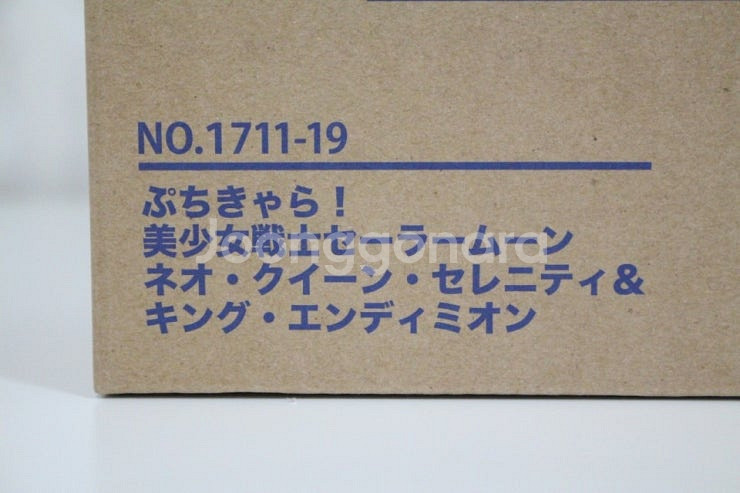 NO.1711-19
ぷちきゃら！
美少女戦士セーラームーン
ネオ・クイーン・セレニティ＆
キング・エンディミオン
Joonggonara